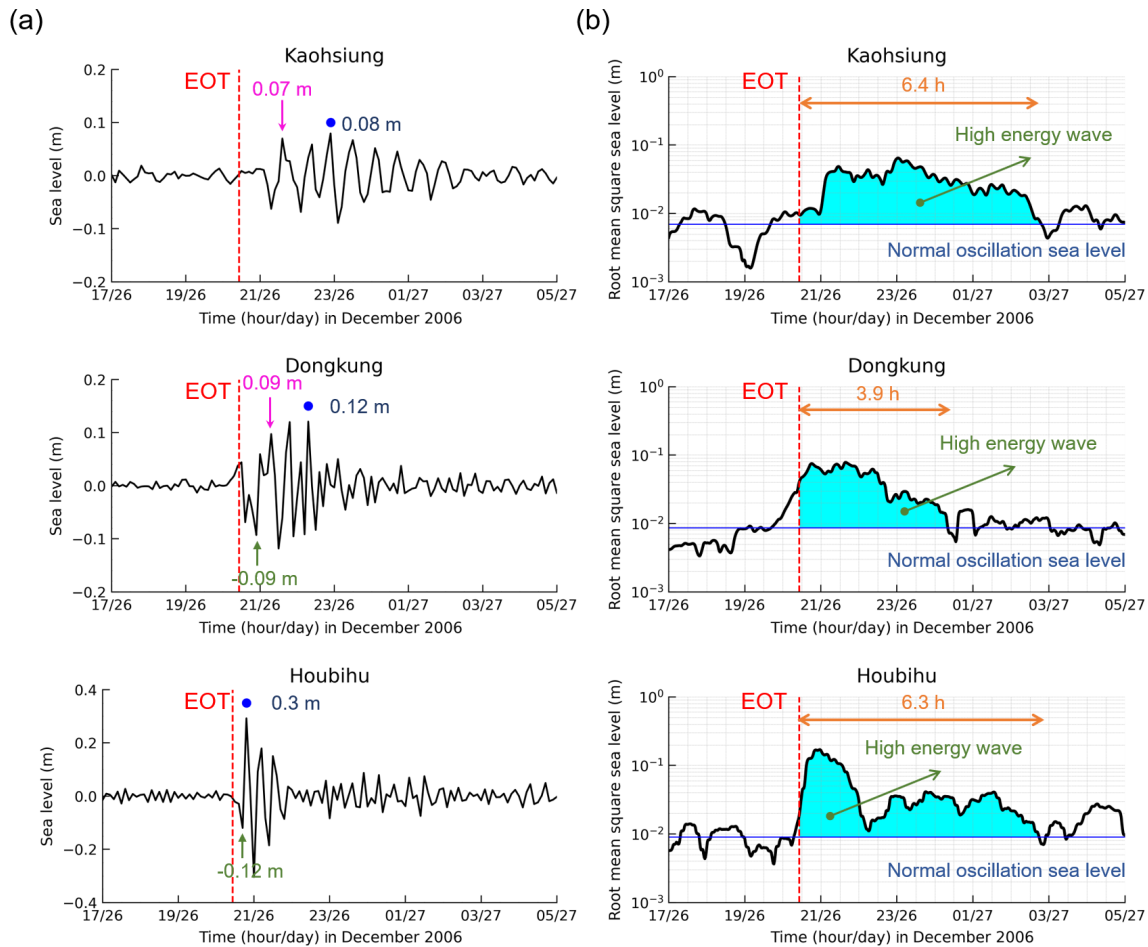 (a)
Kaohsiung
EOT
0.07 m
0.08 m
Sea level (m)
0.2
0.1
0.0
−0.1
−0.2
17/26 19/26 21/26 23/26 01/27 03/27 05/27
Time (hour/day) in December 2006
Dongkung
EOT
0.09 m
0.12 m
-0.09 m
Sea level (m)
0.2
0.1
0.0
−0.1
−0.2
17/26 19/26 21/26 23/26 01/27 03/27 05/27
Time (hour/day) in December 2006
Houbihu
EOT
0.3 m
-0.12 m
Sea level (m)
0.4
0.2
0.0
−0.2
−0.4
17/26 19/26 21/26 23/26 01/27 03/27 05/27
Time (hour/day) in December 2006
(b)
Kaohsiung
EOT
6.4 h
High energy wave
Normal oscillation sea level
Root mean square sea level (m)
10⁰
10⁻¹
10⁻²
10⁻³
17/26 19/26 21/26 23/26 01/27 03/27 05/27
Time (hour/day) in December 2006
Dongkung
EOT
3.9 h
High energy wave
Normal oscillation sea level
Root mean square sea level (m)
10⁰
10⁻¹
10⁻²
10⁻³
17/26 19/26 21/26 23/26 01/27 03/27 05/27
Time (hour/day) in December 2006
Houbihu
EOT
6.3 h
High energy wave
Normal oscillation sea level
Root mean square sea level (m)
10⁰
10⁻¹
10⁻²
10⁻³
17/26 19/26 21/26 23/26 01/27 03/27 05/27
Time (hour/day) in December 2006